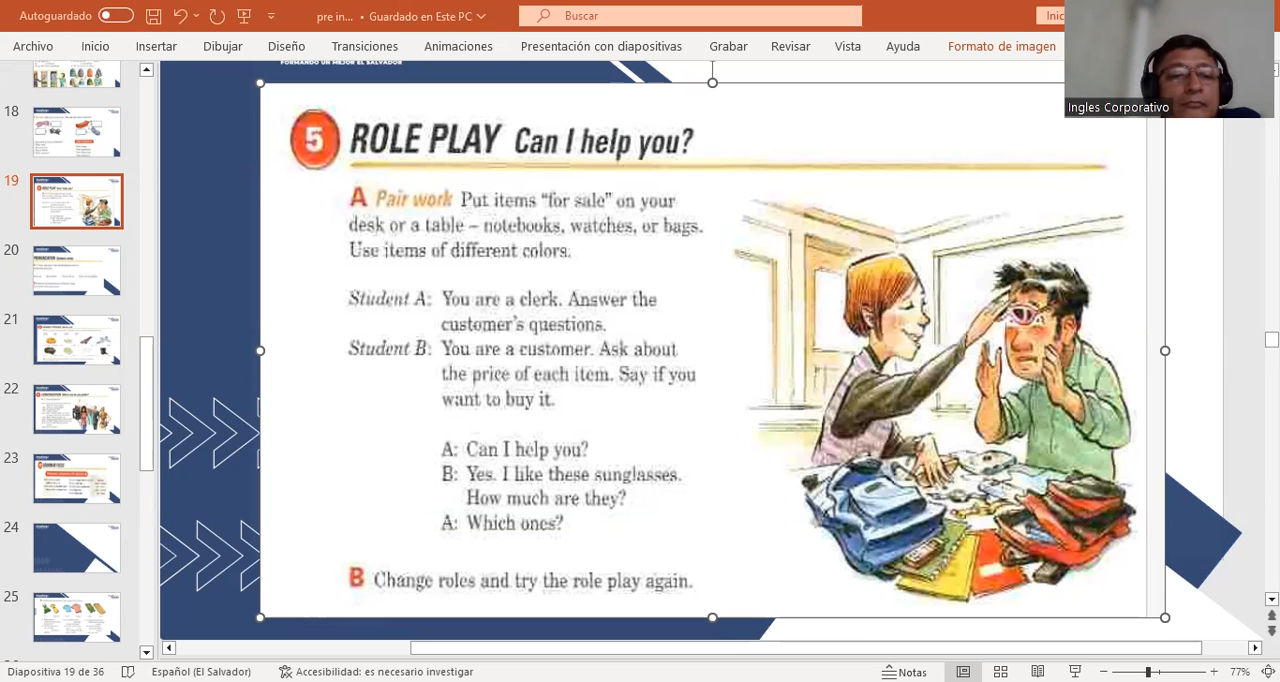 Autoguardado
pre in... • Guardado en Este PC
Buscar
Inic
Archivo
Inicio
Insertar
Dibujar
Diseño
Transiciones
Animaciones
Presentación con diapositivas
Grabar
Revisar
Vista
Ayuda
Formato de imagen
Ingles Corporativo
FORMANDO UN MEJOR EL SALVADOR
18
19
20
21
22
23
24
25
5 ROLE PLAY Can I help you?
A Pair work Put items “for sale” on your
desk or a table – notebooks, watches, or bags.
Use items of different colors.
Student A: You are a clerk. Answer the
customer's questions.
Student B: You are a customer. Ask about
the price of each item. Say if you
want to buy it.
A: Can I help you?
B: Yes. I like these sunglasses.
How much are they?
A: Which ones?
B Change roles and try the role play again.
Diapositiva 19 de 36
Español (El Salvador)
Accesibilidad: es necesario investigar
Notas
77%